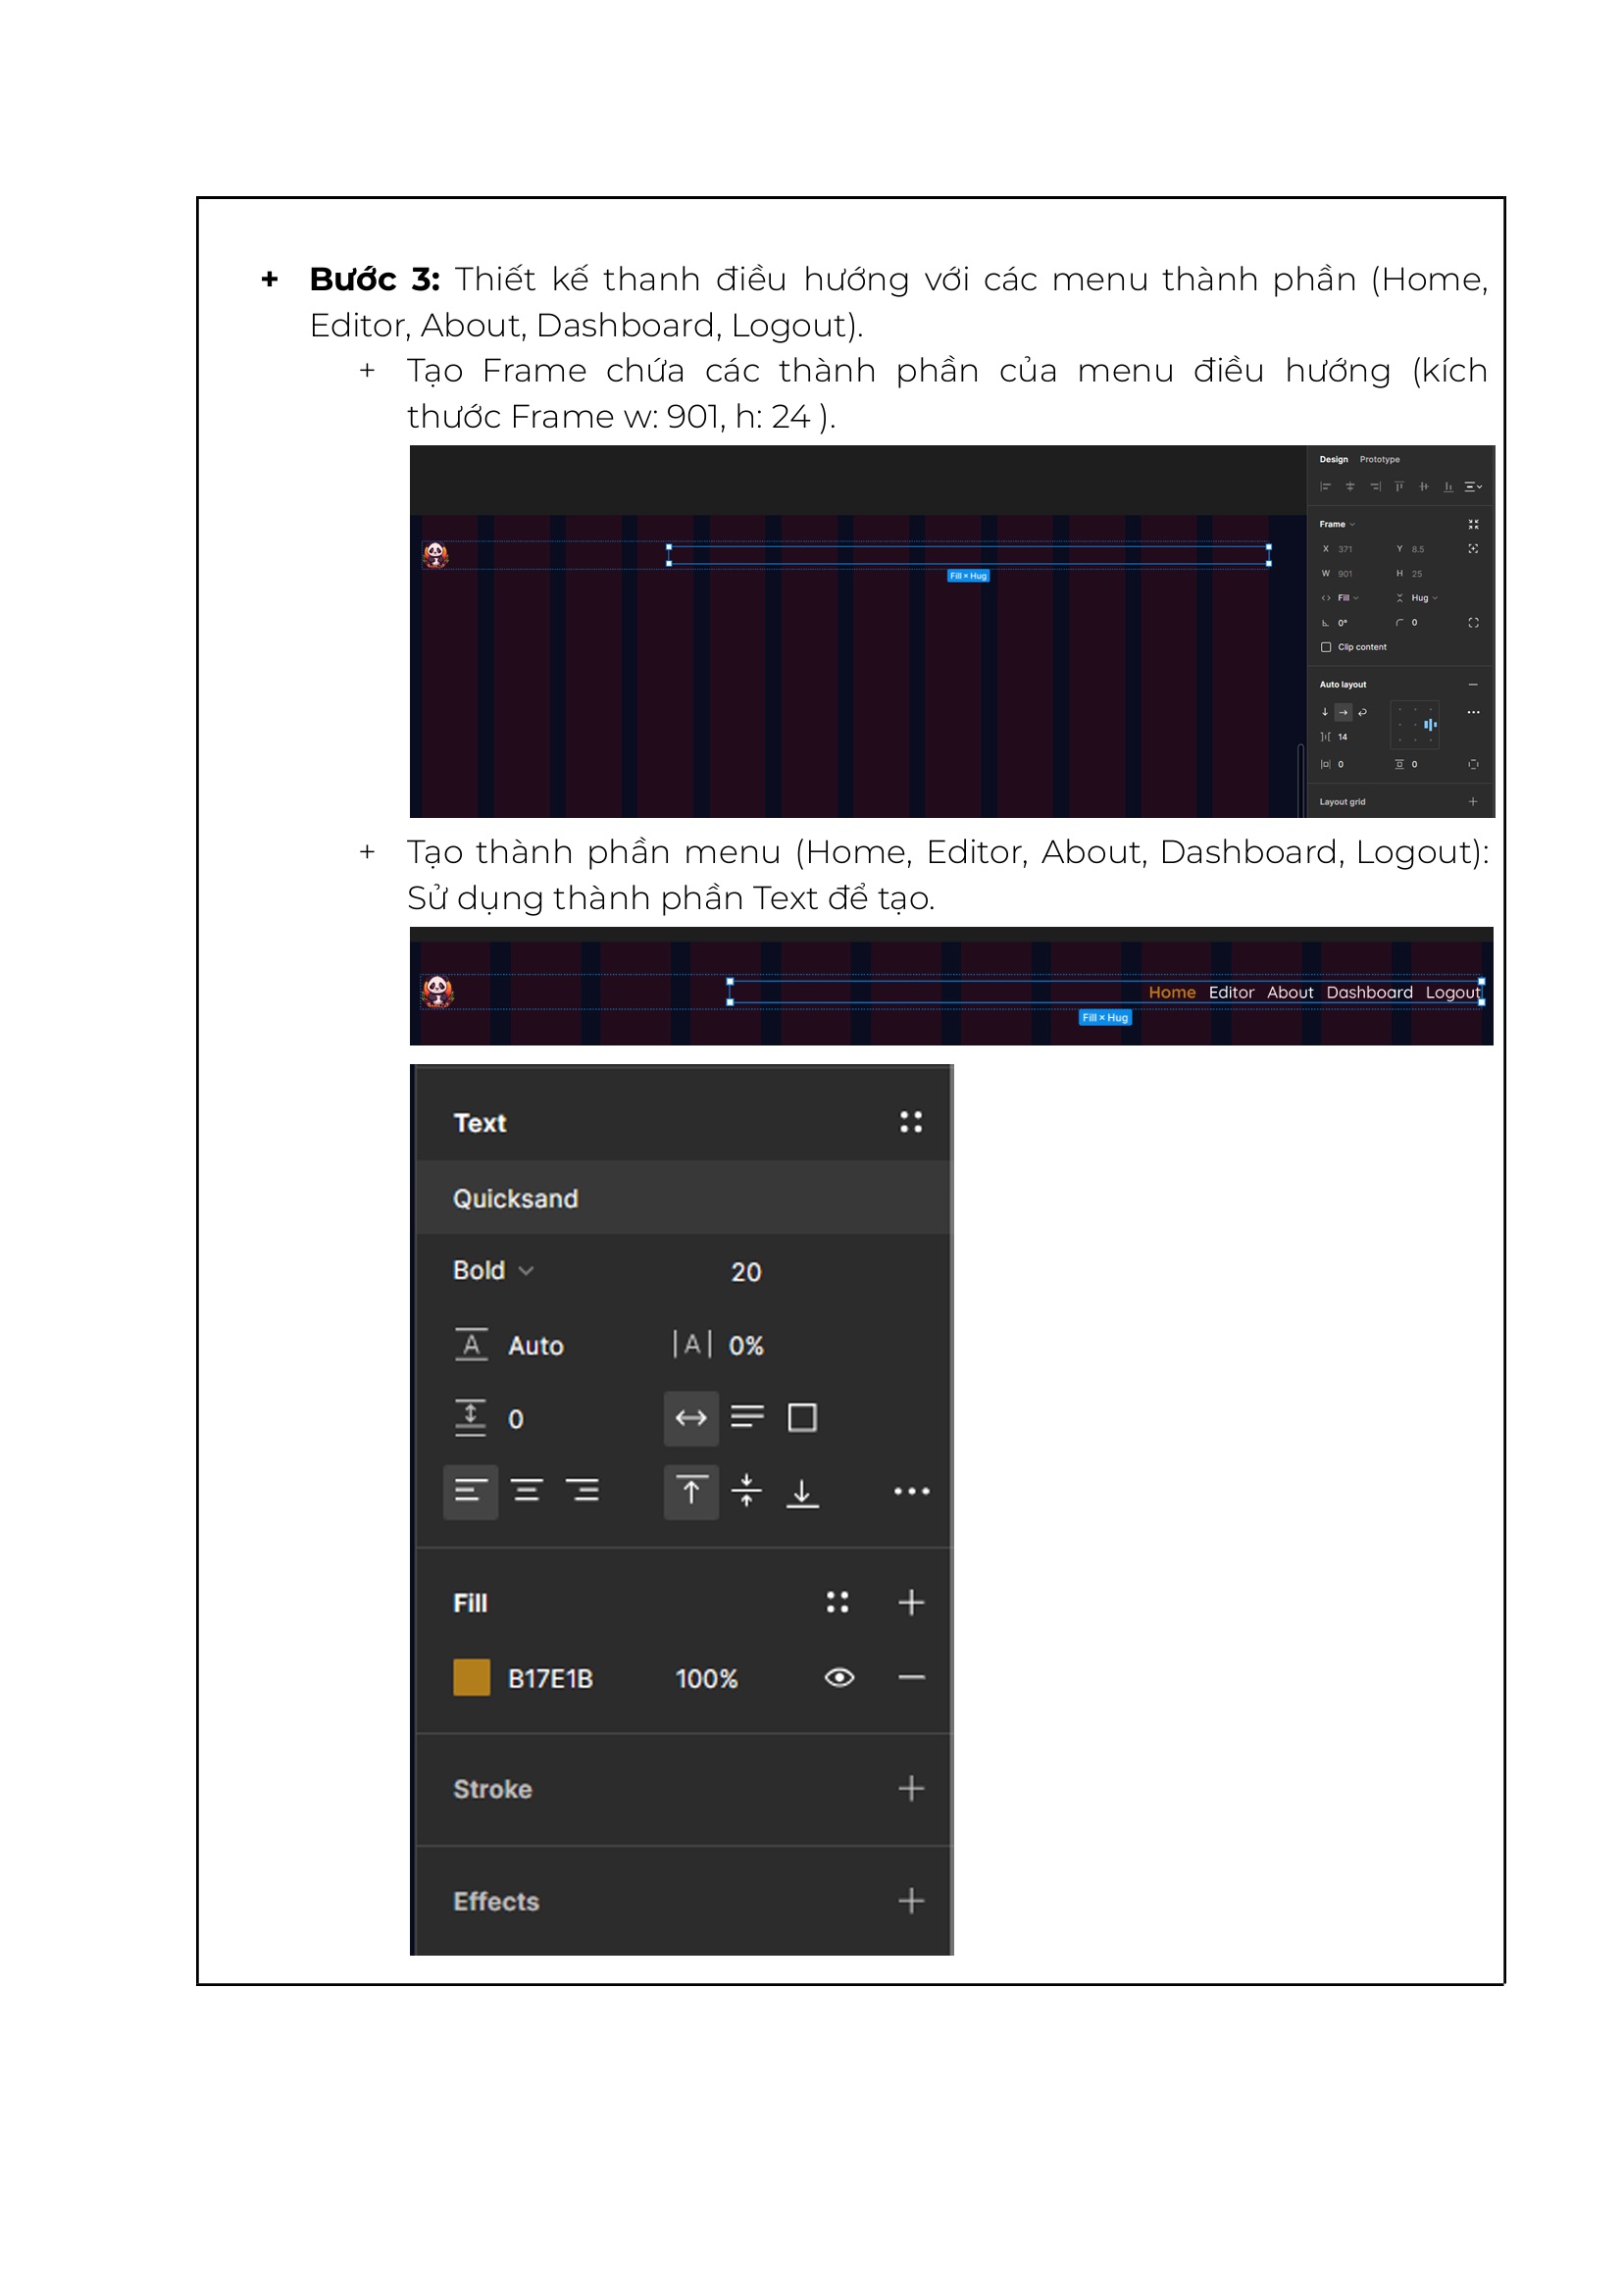 + Bước 3: Thiết kế thanh điều hướng với các menu thành phần (Home,
Editor, About, Dashboard, Logout).
+ Tạo Frame chứa các thành phần của menu điều hướng (kích
thước Frame w: 901, h: 24 ).
Design Prototype
Frame
X 371 Y 8.5
W 901 H 25
Fill Hug
0° 0
Clip content
Auto layout
14
0 0
Layout grid
Fill × Hug
+ Tạo thành phần menu (Home, Editor, About, Dashboard, Logout):
Sử dụng thành phần Text để tạo.
Home Editor About Dashboard Logout
Fill × Hug
Text
Quicksand
Bold 20
Auto 0%
0
Fill
B17E1B 100%
Stroke
Effects